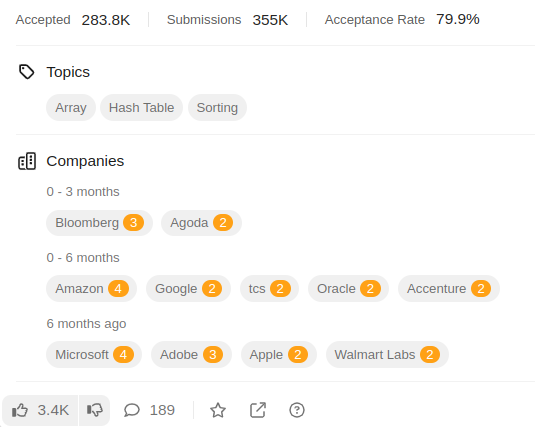 Accepted 283.8K Submissions 355K Acceptance Rate 79.9%
Topics
Array Hash Table Sorting
Companies
0 - 3 months
Bloomberg 3 Agoda 2
0 - 6 months
Amazon 4 Google 2 tcs 2 Oracle 2 Accenture 2
6 months ago
Microsoft 4 Adobe 3 Apple 2 Walmart Labs 2
3.4K 189